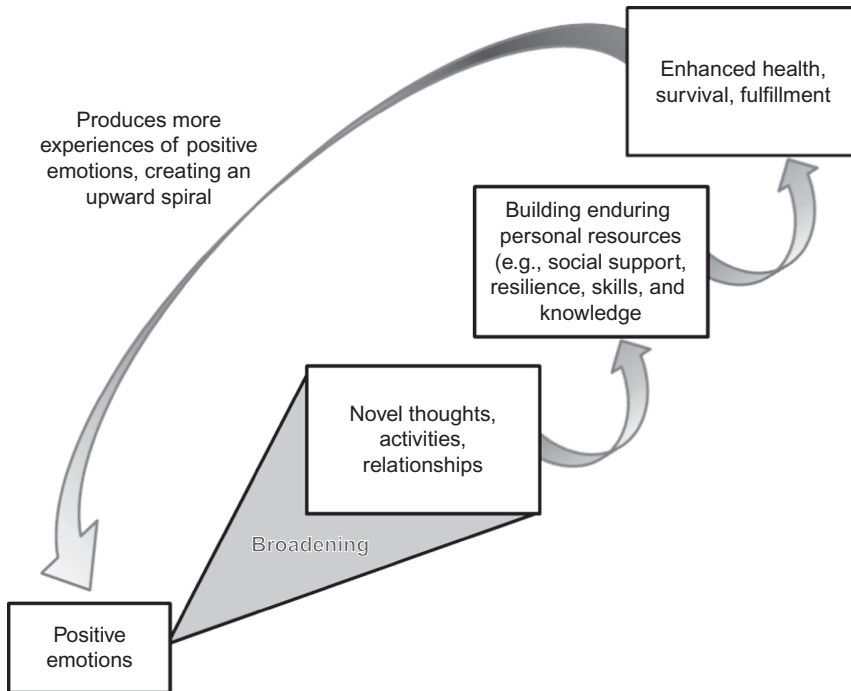 Enhanced health,
survival, fulfillment
Produces more
experiences of positive
emotions, creating an
upward spiral
Building enduring
personal resources
(e.g., social support,
resilience, skills, and
knowledge
Novel thoughts,
activities,
relationships
Broadening
Positive
emotions